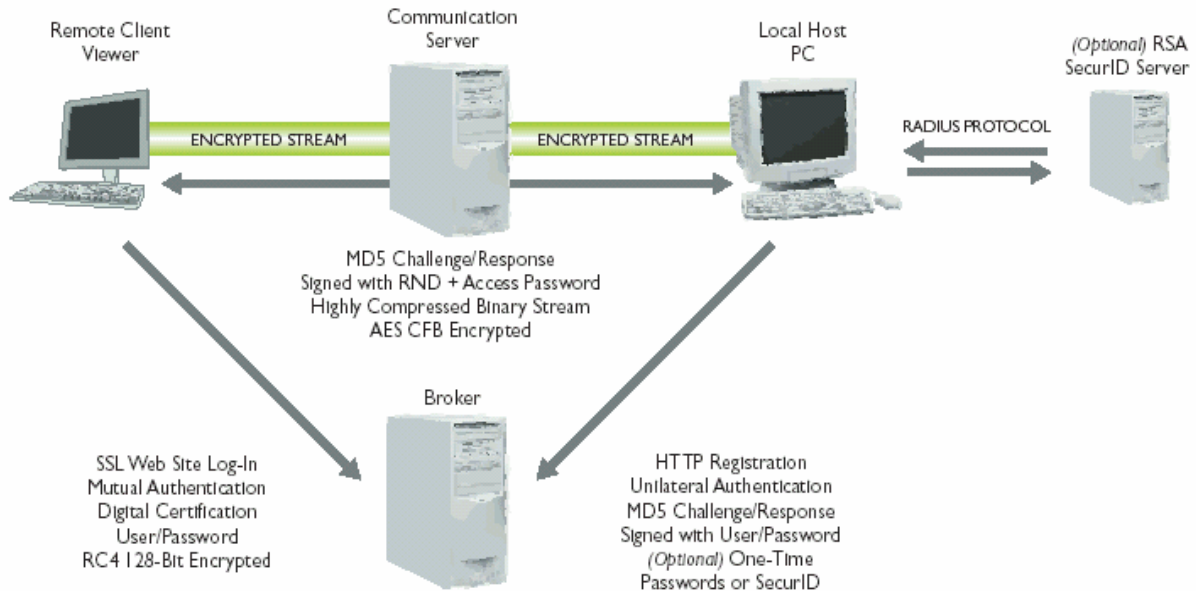 Remote Client
Viewer
Communication
Server
Local Host
PC
(Optional) RSA
SecurID Server
ENCRYPTED STREAM
ENCRYPTED STREAM
RADIUS PROTOCOL
MD5 Challenge/Response
Signed with RND + Access Password
Highly Compressed Binary Stream
AES CFB Encrypted
Broker
SSL Web Site Log-In
Mutual Authentication
Digital Certification
User/Password
RC4 128-Bit Encrypted
HTTP Registration
Unilateral Authentication
MD5 Challenge/Response
Signed with User/Password
(Optional) One-Time
Passwords or SecurID